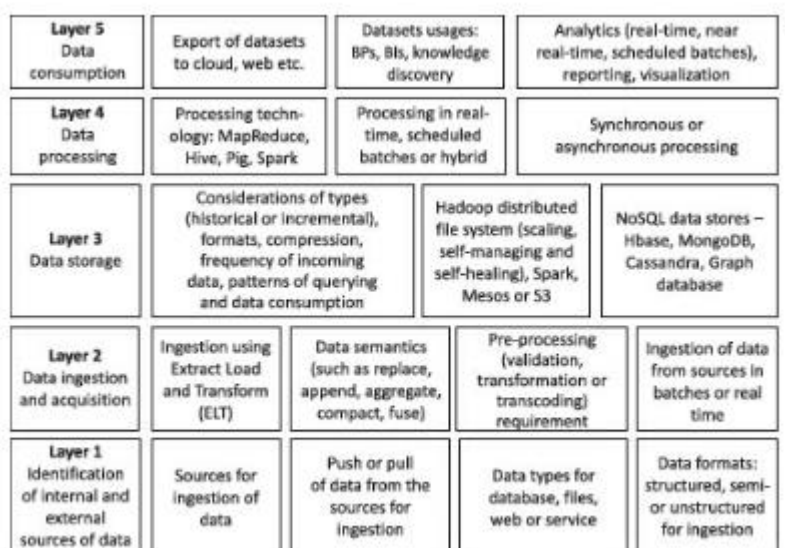 Layer 5
Data
consumption
Export of datasets
to cloud, web etc.
Datasets usages:
BPs, BIs, knowledge
discovery
Analytics (real-time, near
real-time, scheduled batches),
reporting, visualization
Layer 4
Data
processing
Processing techn-
ology: MapReduce,
Hive, Pig, Spark
Processing in real-
time, scheduled
batches or hybrid
Synchronous or
asynchronous processing
Layer 3
Data storage
Considerations of types
(historical or incremental),
formats, compression,
frequency of incoming
data, patterns of querying
and data consumption
Hadoop distributed
file system (scaling,
self-managing and
self-healing), Spark,
Mesos or S3
NoSQL data stores –
Hbase, MongoDB,
Cassandra, Graph
database
Layer 2
Data ingestion
and acquisition
Ingestion using
Extract Load
and Transform
(ELT)
Data semantics
(such as replace,
append, aggregate,
compact, fuse)
Pre-processing
(validation,
transformation or
transcoding)
requirement
Ingestion of data
from sources in
batches or real
time
Layer 1
Identification
of internal and
external
sources of data
Sources for
ingestion of
data
Push or pull
of data from the
sources for
ingestion
Data types for
database, files,
web or service
Data formats:
structured, semi-
or unstructured
for ingestion